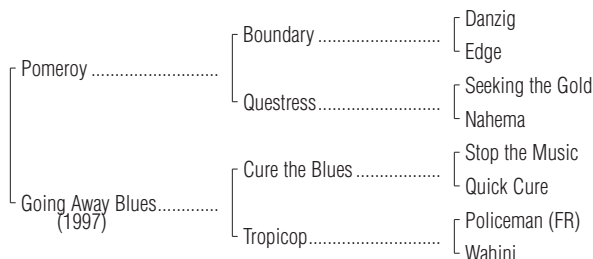 Danzig
Boundary ..........................
Edge
Pomeroy ...........................
Seeking the Gold
Questress..........................
Nahema
Stop the Music
Cure the Blues ..................
Quick Cure
Going Away Blues.............
(1997)
Policeman (FR)
Tropicop............................
Wahini